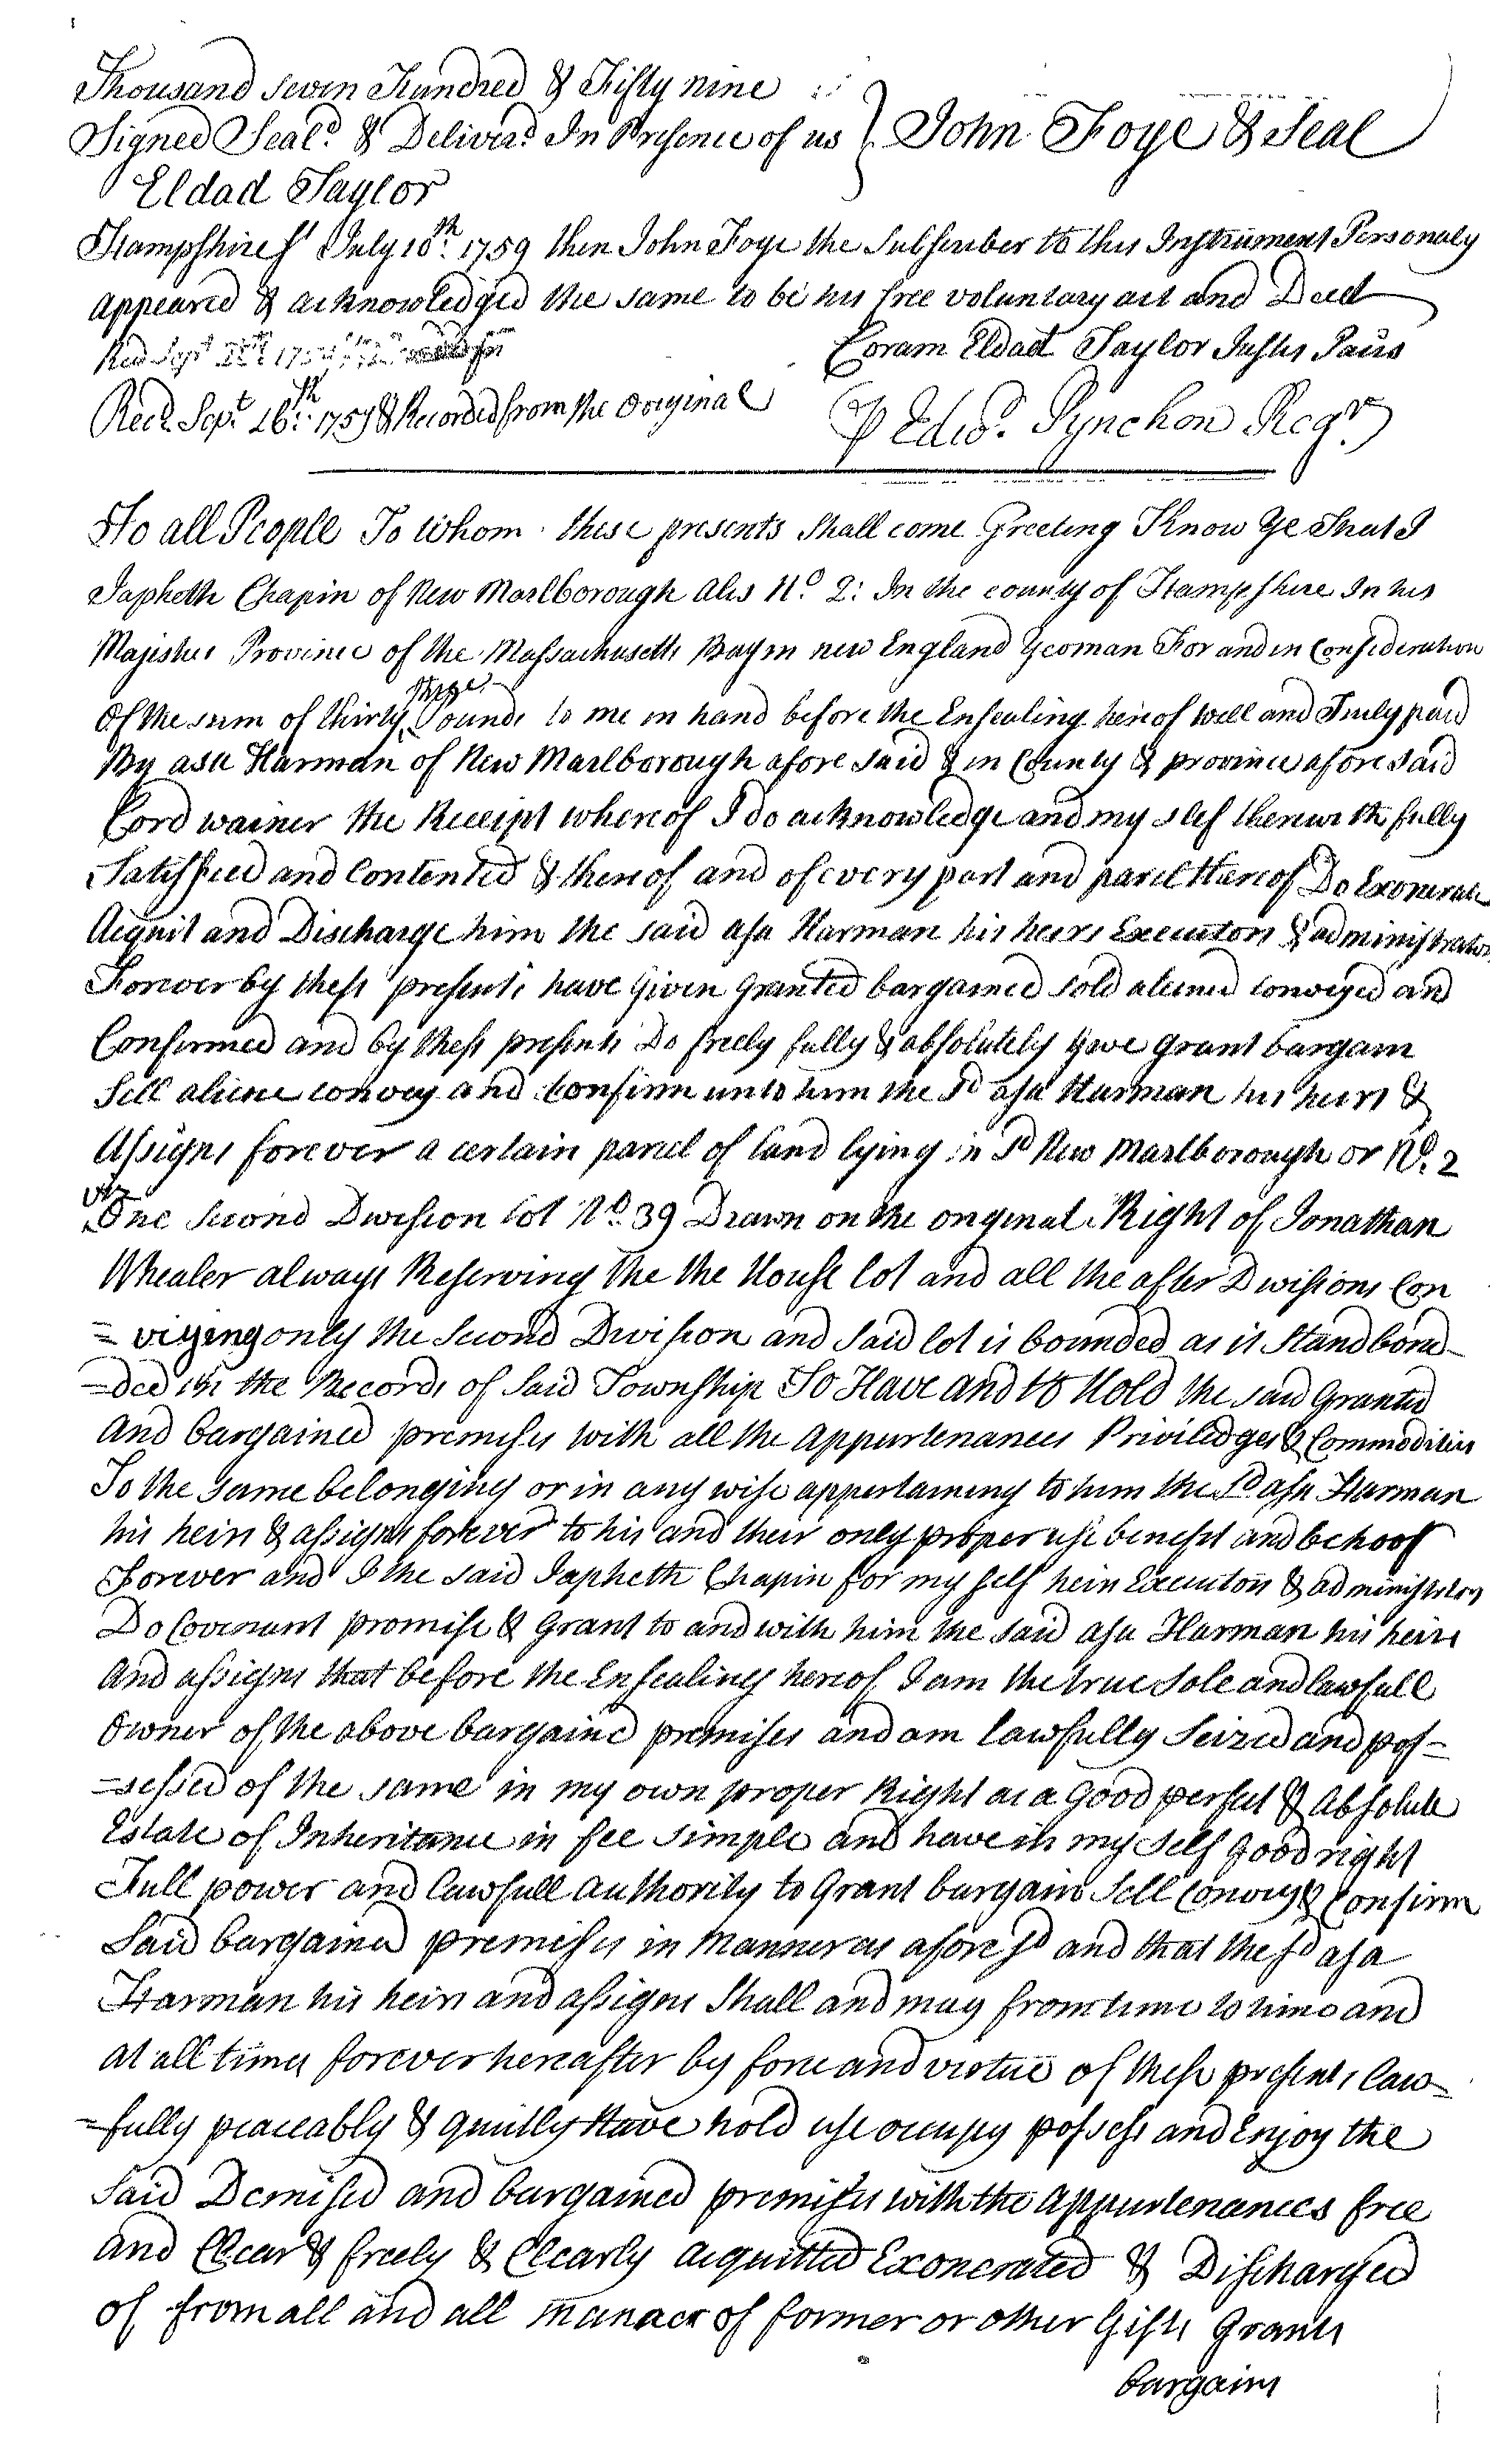 Thousand seven Hundred & Fifty nine
Signed Seal.d & Deliver.d In Presence of us } John Foye & Seal
Eldad Taylor
Hampshire ss July 10th: 1759 then John Foye the Subscriber to this Instrument Personaly
appeared & acknowledged the same to be his free voluntary act and Deed
Coram Eldad Taylor Justis Pacis
Recd Sept
Recd. Sept. 26th: 1759 & Recorded from the Original
P Edwd. Pynchon Regr.
To all People To Whom these presents Shall come Greeting Know Ye That I
Japheth Chapin of New Marlborough Alis No. 2: In the county of Hampshire In his
Majesties Province of the Massachusetts Bay in new England Yeoman For and in Consideration
Of the sum of thirty three Pounds to me in hand before the Ensealing hereof Well and Truly paid
By asa Harman of New Marlborough afore said & in County & province afore said
Cord wainer the Receipt whereof I do acknowledge and my slef therewith fully
Satisfied and Contented & thereof and of every part and parcel thereof Do Exonerate
Acquit and Discharge him the said asa Harman his heirs Executors & administrators
Forever by these presents have Given Granted bargained sold aliened conveyed and
Confirmed and by these presents Do freely fully & absolutely Give grant bargain
Sell aliene convey and Confirm unto him the sd asa Harman his heirs &
Assigns forever a certain parcel of land lying in sd New Marlborough or No. 2
viz
One Second Division lot No. 39 Drawn on the original Right of Jonathan
Whealer always Reserving the the House lot and all the after Divisions Con
= veying only the Second Division and said lot is bounded as it Stand bond-
=ded in the Records of Said Township To Have and to Hold the said Granted
And bargained premises with all the appurtenances Priviledges & Commodities
To the same belonging or in any wise appertaining to him the sd asa Harman
his heirs & assigns forever to his and their only proper use benefit and behoof
Forever and I the said Japheth Chapin for my self heirs Executors & administrators
Do Covenant promise & Grant to and with him the said asa Harman his heirs
And assigns that before the Ensealing hereof I am the true Sole and lawfull
Owner of the above bargained premises and am lawfully Seized and pos=
=sessed of the same in my own proper Right as a Good perfect & Absolute
Estate of Inheritance in fee simple and have in my self Good right
Full power and lawfull authority to Grant bargain Sell Convey & Confirm
Said bargained premises in Manner as afore sd and that the sd asa
Harman his heirs and assigns Shall and may from time to time and
at all times forever hereafter by force and virtue of these presents law
=fully peaceably & quietly Have hold use occupy possess and Enjoy the
Said Demised and bargained premises with the appurtenances free
and Clear & freely & Clearly acquitted Exonerated & Discharged
of from all and all manner of former or other Gifts Grants
bargains